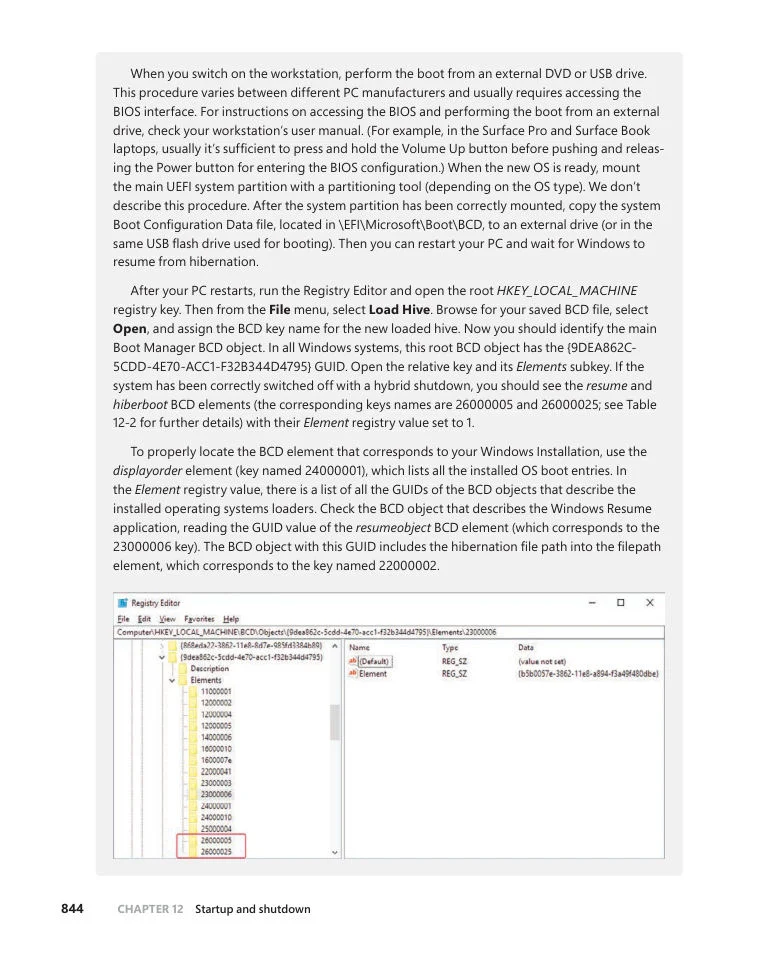 When you switch on the workstation, perform the boot from an external DVD or USB drive.
This procedure varies between different PC manufacturers and usually requires accessing the
BIOS interface. For instructions on accessing the BIOS and performing the boot from an external
drive, check your workstation's user manual. (For example, in the Surface Pro and Surface Book
laptops, usually it's sufficient to press and hold the Volume Up button before pushing and releas-
ing the Power button for entering the BIOS configuration.) When the new OS is ready, mount
the main UEFI system partition with a partitioning tool (depending on the OS type). We don't
describe this procedure. After the system partition has been correctly mounted, copy the system
Boot Configuration Data file, located in \EFI\Microsoft\Boot\BCD, to an external drive (or in the
same USB flash drive used for booting). Then you can restart your PC and wait for Windows to
resume from hibernation.
After your PC restarts, run the Registry Editor and open the root HKEY_LOCAL_MACHINE
registry key. Then from the File menu, select Load Hive. Browse for your saved BCD file, select
Open, and assign the BCD key name for the new loaded hive. Now you should identify the main
Boot Manager BCD object. In all Windows systems, this root BCD object has the {9DEA862C-
5CDD-4E70-ACC1-F32B344D4795} GUID. Open the relative key and its Elements subkey. If the
system has been correctly switched off with a hybrid shutdown, you should see the resume and
hiberboot BCD elements (the corresponding keys names are 26000005 and 26000025; see Table
12-2 for further details) with their Element registry value set to 1.
To properly locate the BCD element that corresponds to your Windows Installation, use the
displayorder element (key named 24000001), which lists all the installed OS boot entries. In
the Element registry value, there is a list of all the GUIDs of the BCD objects that describe the
installed operating systems loaders. Check the BCD object that describes the Windows Resume
application, reading the GUID value of the resumeobject BCD element (which corresponds to the
23000006 key). The BCD object with this GUID includes the hibernation file path into the filepath
element, which corresponds to the key named 22000002.
Registry Editor
File Edit View Favorites Help
Computer\HKEY_LOCAL_MACHINE\BCD\Objects\{9dea862c-5cdd-4e70-acc1-f32b344d4795}\Elements\23000006
{868eda22-3862-11e8-8d7e-985fd3384b89}
{9dea862c-5cdd-4e70-acc1-f32b344d4795}
Description
Elements
11000001
12000002
12000004
12000005
14000006
16000010
1600007e
22000041
23000003
23000006
24000001
24000010
25000004
26000005
26000025
Name Type Data
(Default) REG_SZ (value not set)
Element REG_SZ {b5b0057e-3862-11e8-a894-f3a49f480dbe}
844 CHAPTER 12 Startup and shutdown